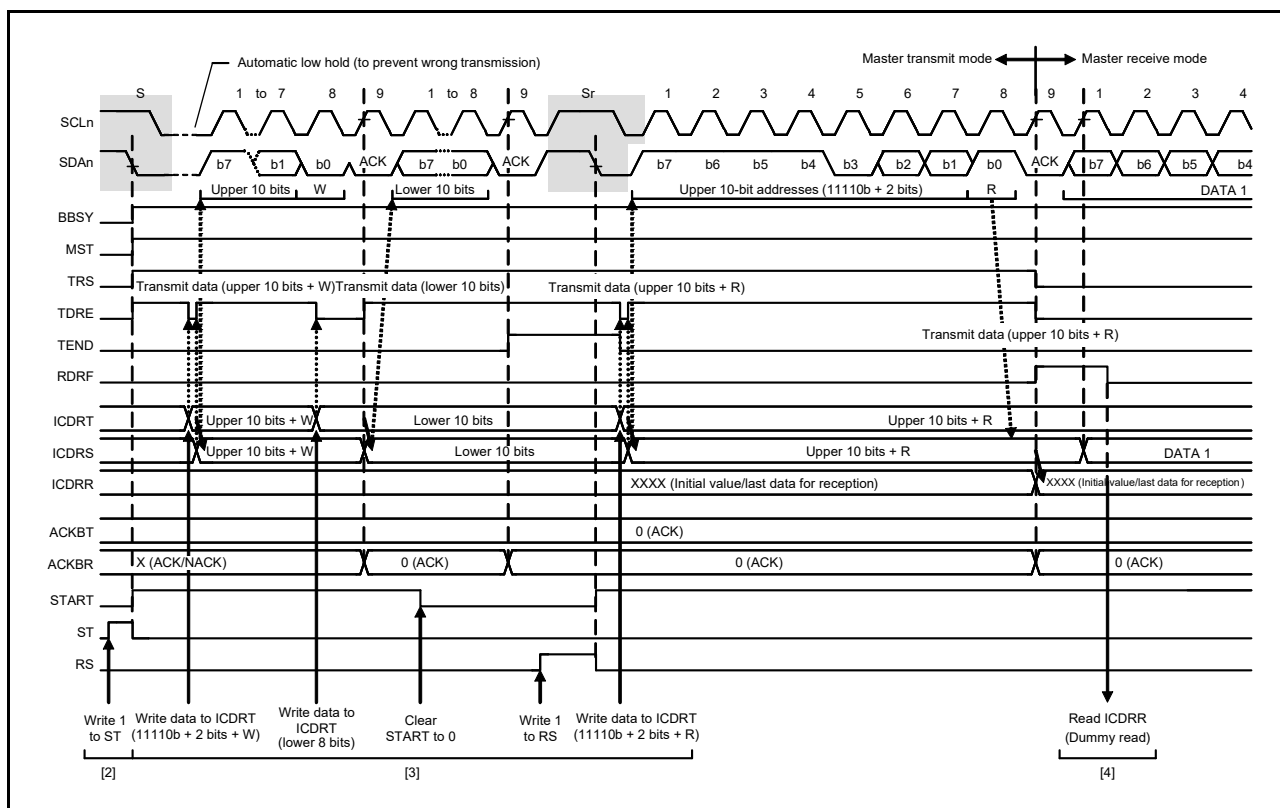 Master transmit mode Master receive mode
Automatic low hold (to prevent wrong transmission)
S 1 to 7 8 9 1 to 8 9 Sr 1 2 3 4 5 6 7 8 9 1 2 3 4
SCLn
SDAn b7 b1 b0 ACK b7 b0 ACK b7 b6 b5 b4 b3 b2 b1 b0 ACK b7 b6 b5 b4
Upper 10 bits W Lower 10 bits Upper 10-bit addresses (11110b + 2 bits) R DATA 1
BBSY
MST
TRS
Transmit data (upper 10 bits + W) Transmit data (lower 10 bits) Transmit data (upper 10 bits + R)
TDRE
Transmit data (upper 10 bits + R)
TEND
RDRF
ICDRT Upper 10 bits + W Lower 10 bits Upper 10 bits + R
ICDRS Upper 10 bits + W Lower 10 bits Upper 10 bits + R DATA 1
ICDRR XXXX (Initial value/last data for reception) XXXX (Initial value/last data for reception)
ACKBT 0 (ACK)
ACKBR X (ACK/NACK) 0 (ACK) 0 (ACK) 0 (ACK)
START
ST
RS
Write 1
to ST
Write data to ICDRT
(11110b + 2 bits + W)
Write data to
ICDRT
(lower 8 bits)
Clear
START to 0
Write 1
to RS
Write data to ICDRT
(11110b + 2 bits + R)
Read ICDRR
(Dummy read)
[2] [3] [4]